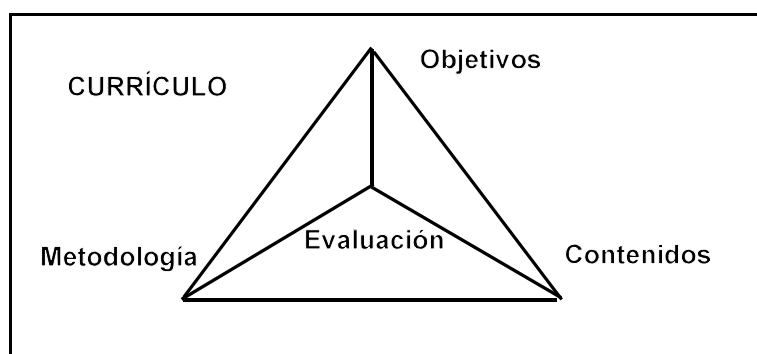 Objetivos
CURRÍCULO
Evaluación
Metodología
Contenidos